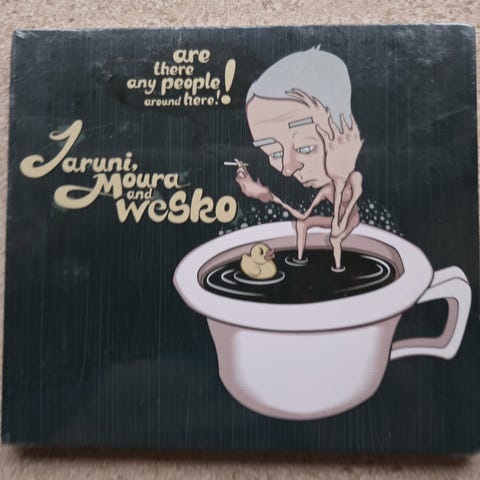 are
there
any people
around here!!
Jaruni,
Moura
and
wesko